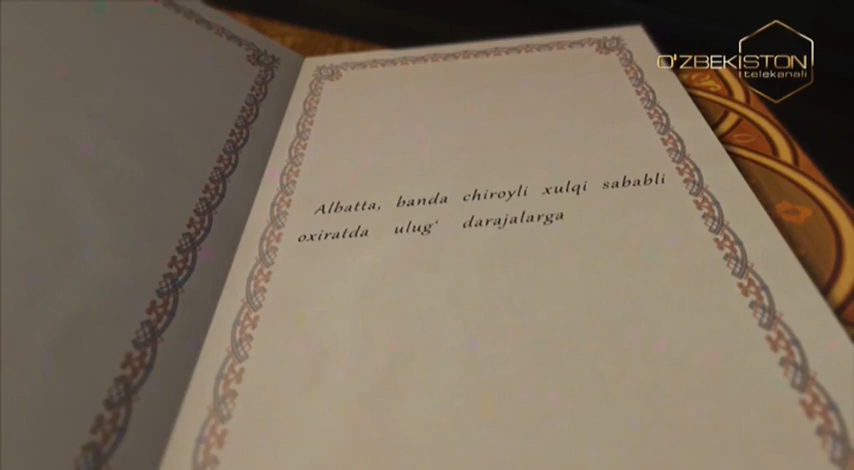 O'ZBEKISTON
telekanali
Albatta, banda chiroyli xulqi sababli
oxiratda ulug‘ darajalarga